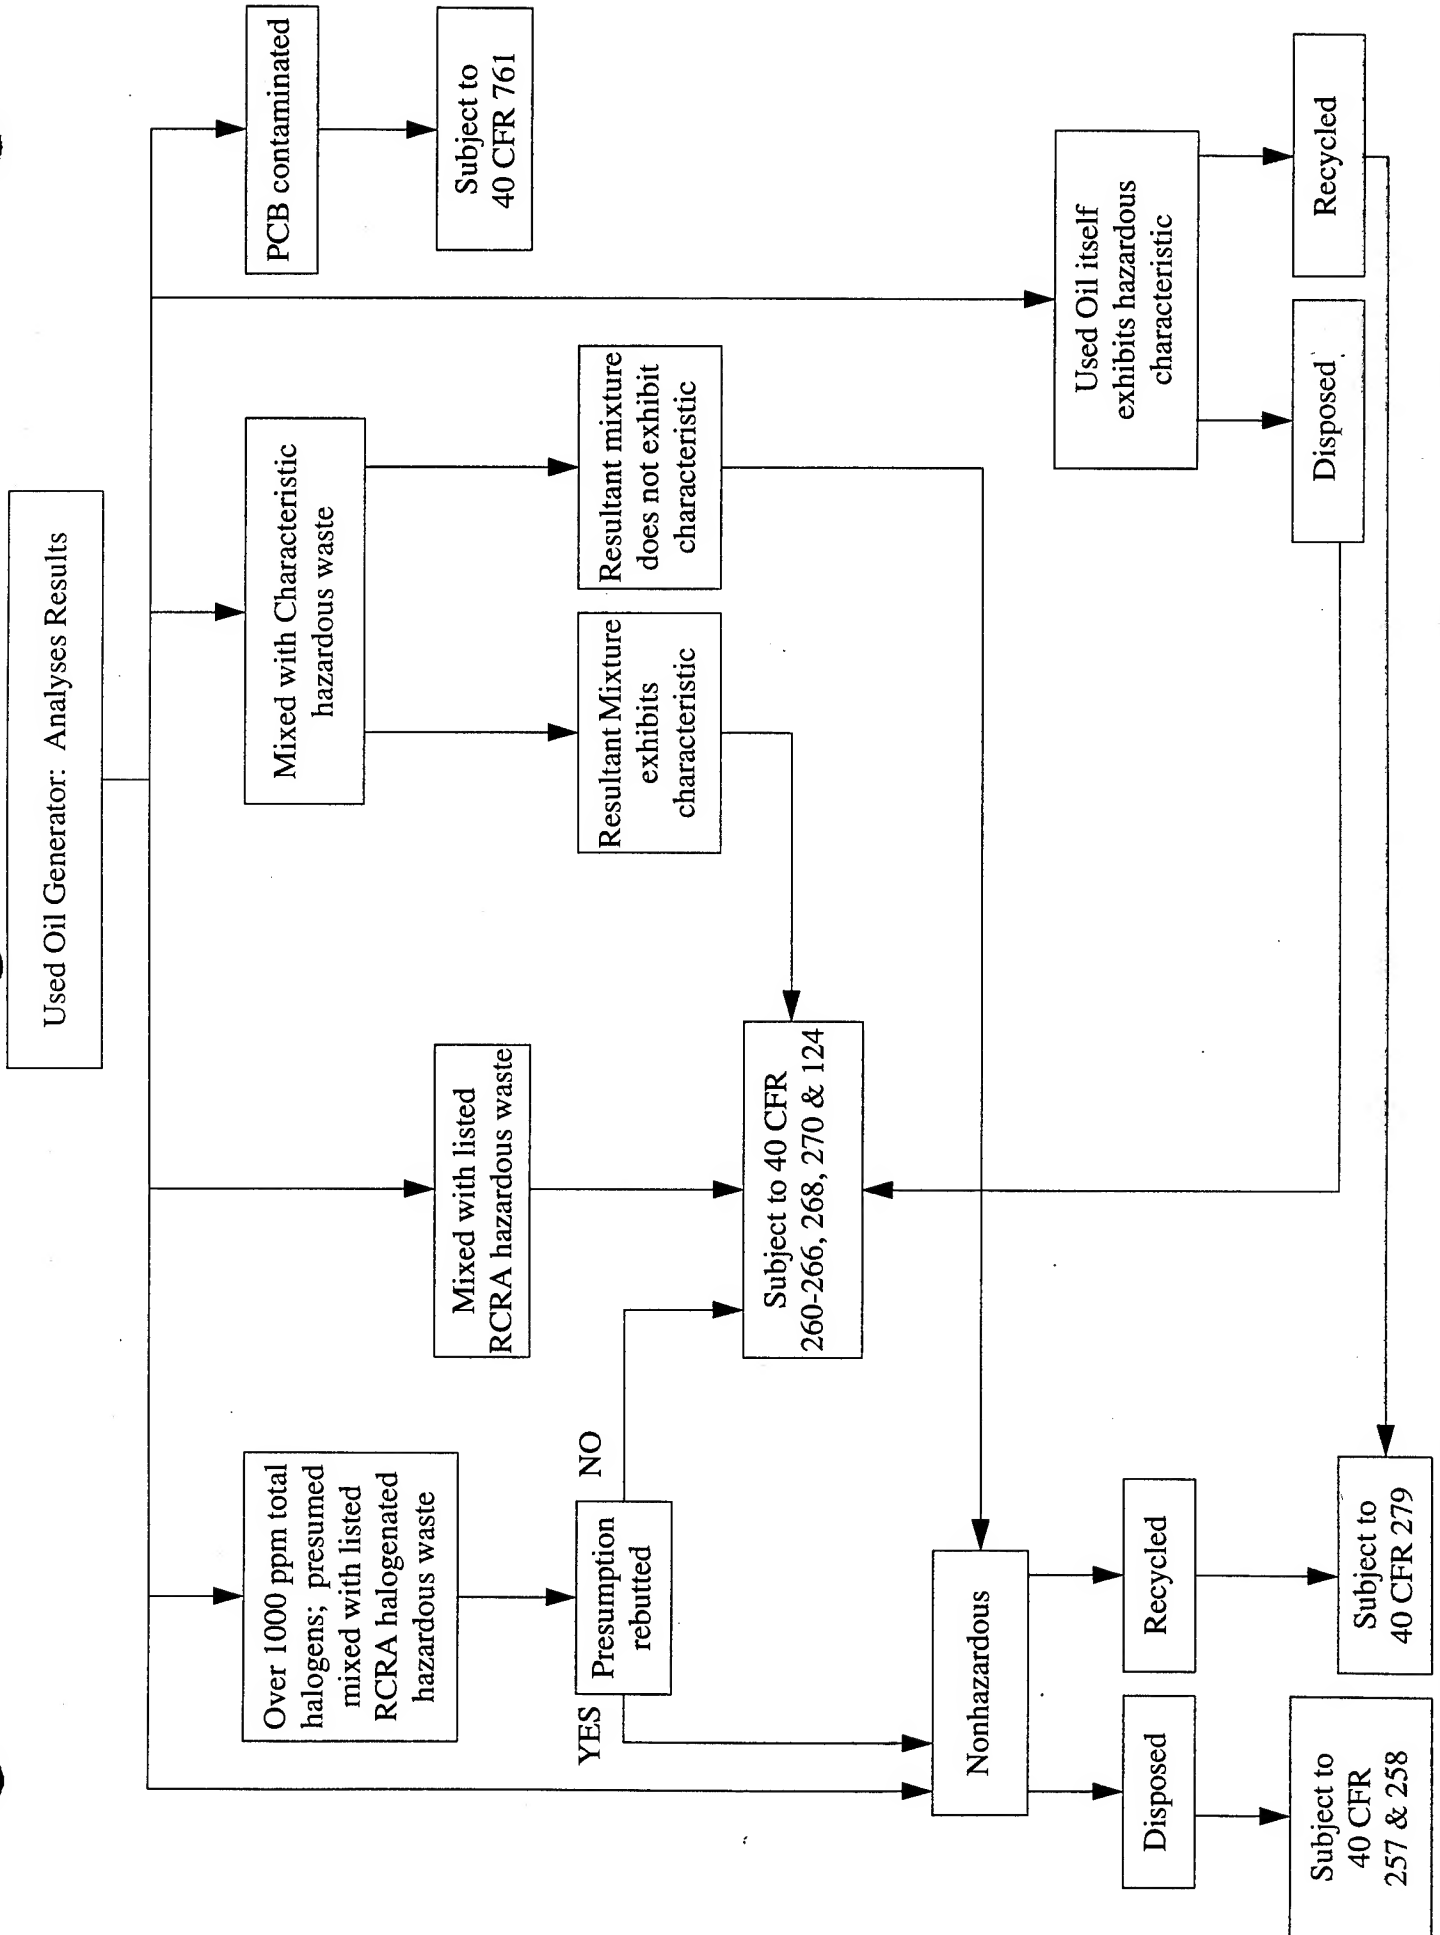 Used Oil Generator: Analyses Results
Over 1000 ppm total
halogens; presumed
mixed with listed
RCRA halogenated
hazardous waste
Mixed with listed
RCRA hazardous waste
Mixed with Characteristic
hazardous waste
PCB contaminated
Subject to
40 CFR 761
YES
Presumption
rebutted
NO
Resultant Mixture
exhibits
characteristic
Resultant mixture
does not exhibit
characteristic
Subject to 40 CFR
260-266, 268, 270 & 124
Nonhazardous
Used Oil itself
exhibits hazardous
characteristic
Disposed
Recycled
Disposed
Recycled
Subject to
40 CFR
257 & 258
Subject to
40 CFR 279